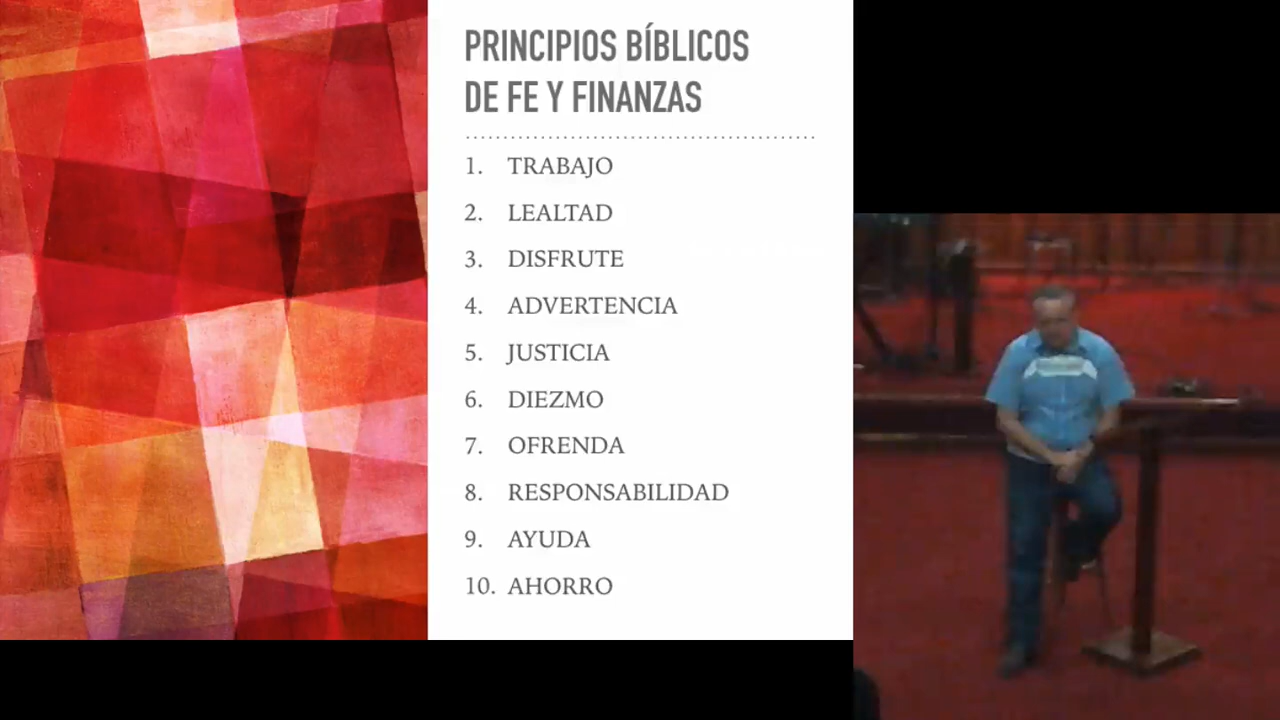 PRINCIPIOS BÍBLICOS
DE FE Y FINANZAS
1. TRABAJO
2. LEALTAD
3. DISFRUTE
4. ADVERTENCIA
5. JUSTICIA
6. DIEZMO
7. OFRENDA
8. RESPONSABILIDAD
9. AYUDA
10. AHORRO